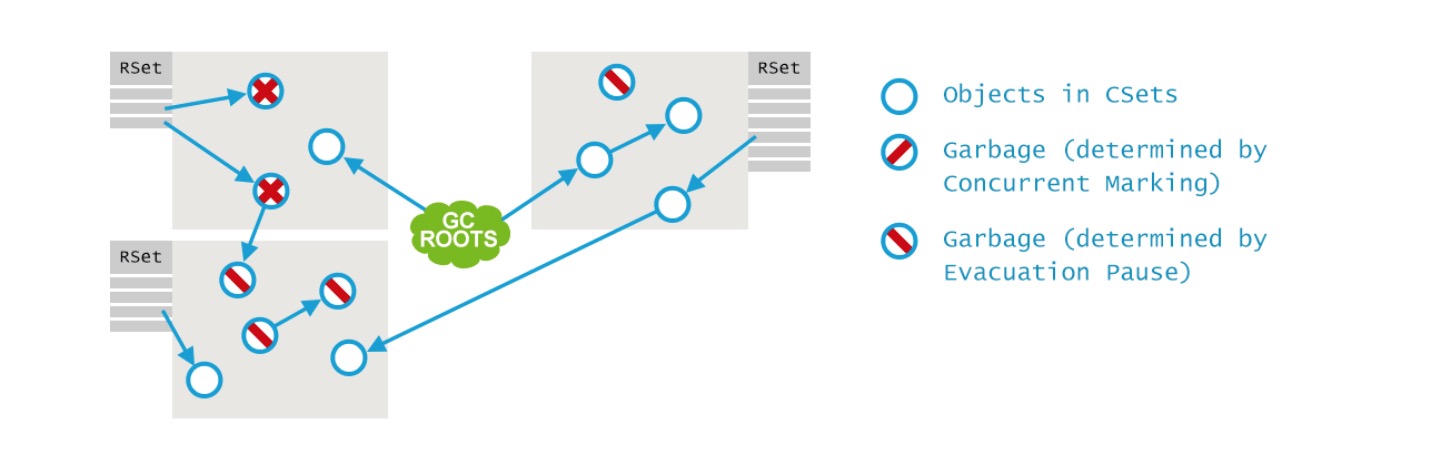 RSet
RSet
GC
ROOTS
RSet
Objects in CSets
Garbage (determined by
Concurrent Marking)
Garbage (determined by
Evacuation Pause)